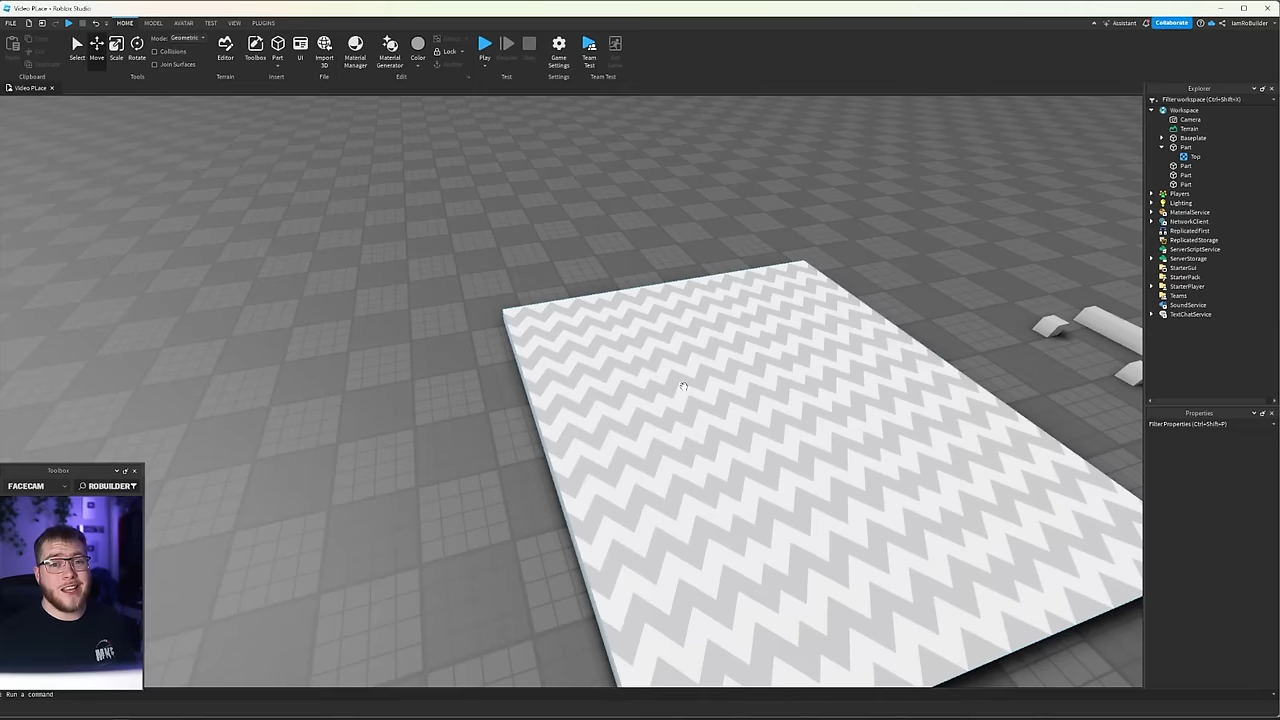 Video PLace - Roblox Studio
FILE
HOME MODEL AVATAR TEST VIEW PLUGINS
Assistant Collaborate IamRoBuilder
Select Move Scale Rotate
Mode: Geometric
Collisions
Join Surfaces
Editor Toolbox Part UI Import 3D Material Manager Material Generator Color
Lock
Play
Game Settings
Team Test
Clipboard Tools Terrain Insert File Edit Test Settings Team Test
Video PLace
Explorer
Filter workspace (Ctrl+Shift+X)
Workspace
Camera
Terrain
Baseplate
Part
Top
Part
Part
Part
Players
Lighting
MaterialService
NetworkClient
ReplicatedFirst
ReplicatedStorage
ServerScriptService
ServerStorage
StarterGui
StarterPack
StarterPlayer
Teams
SoundService
TextChatService
Properties
Filter Properties (Ctrl+Shift+P)
Toolbox
FACECAM ROBUILDER
MK
Run a command